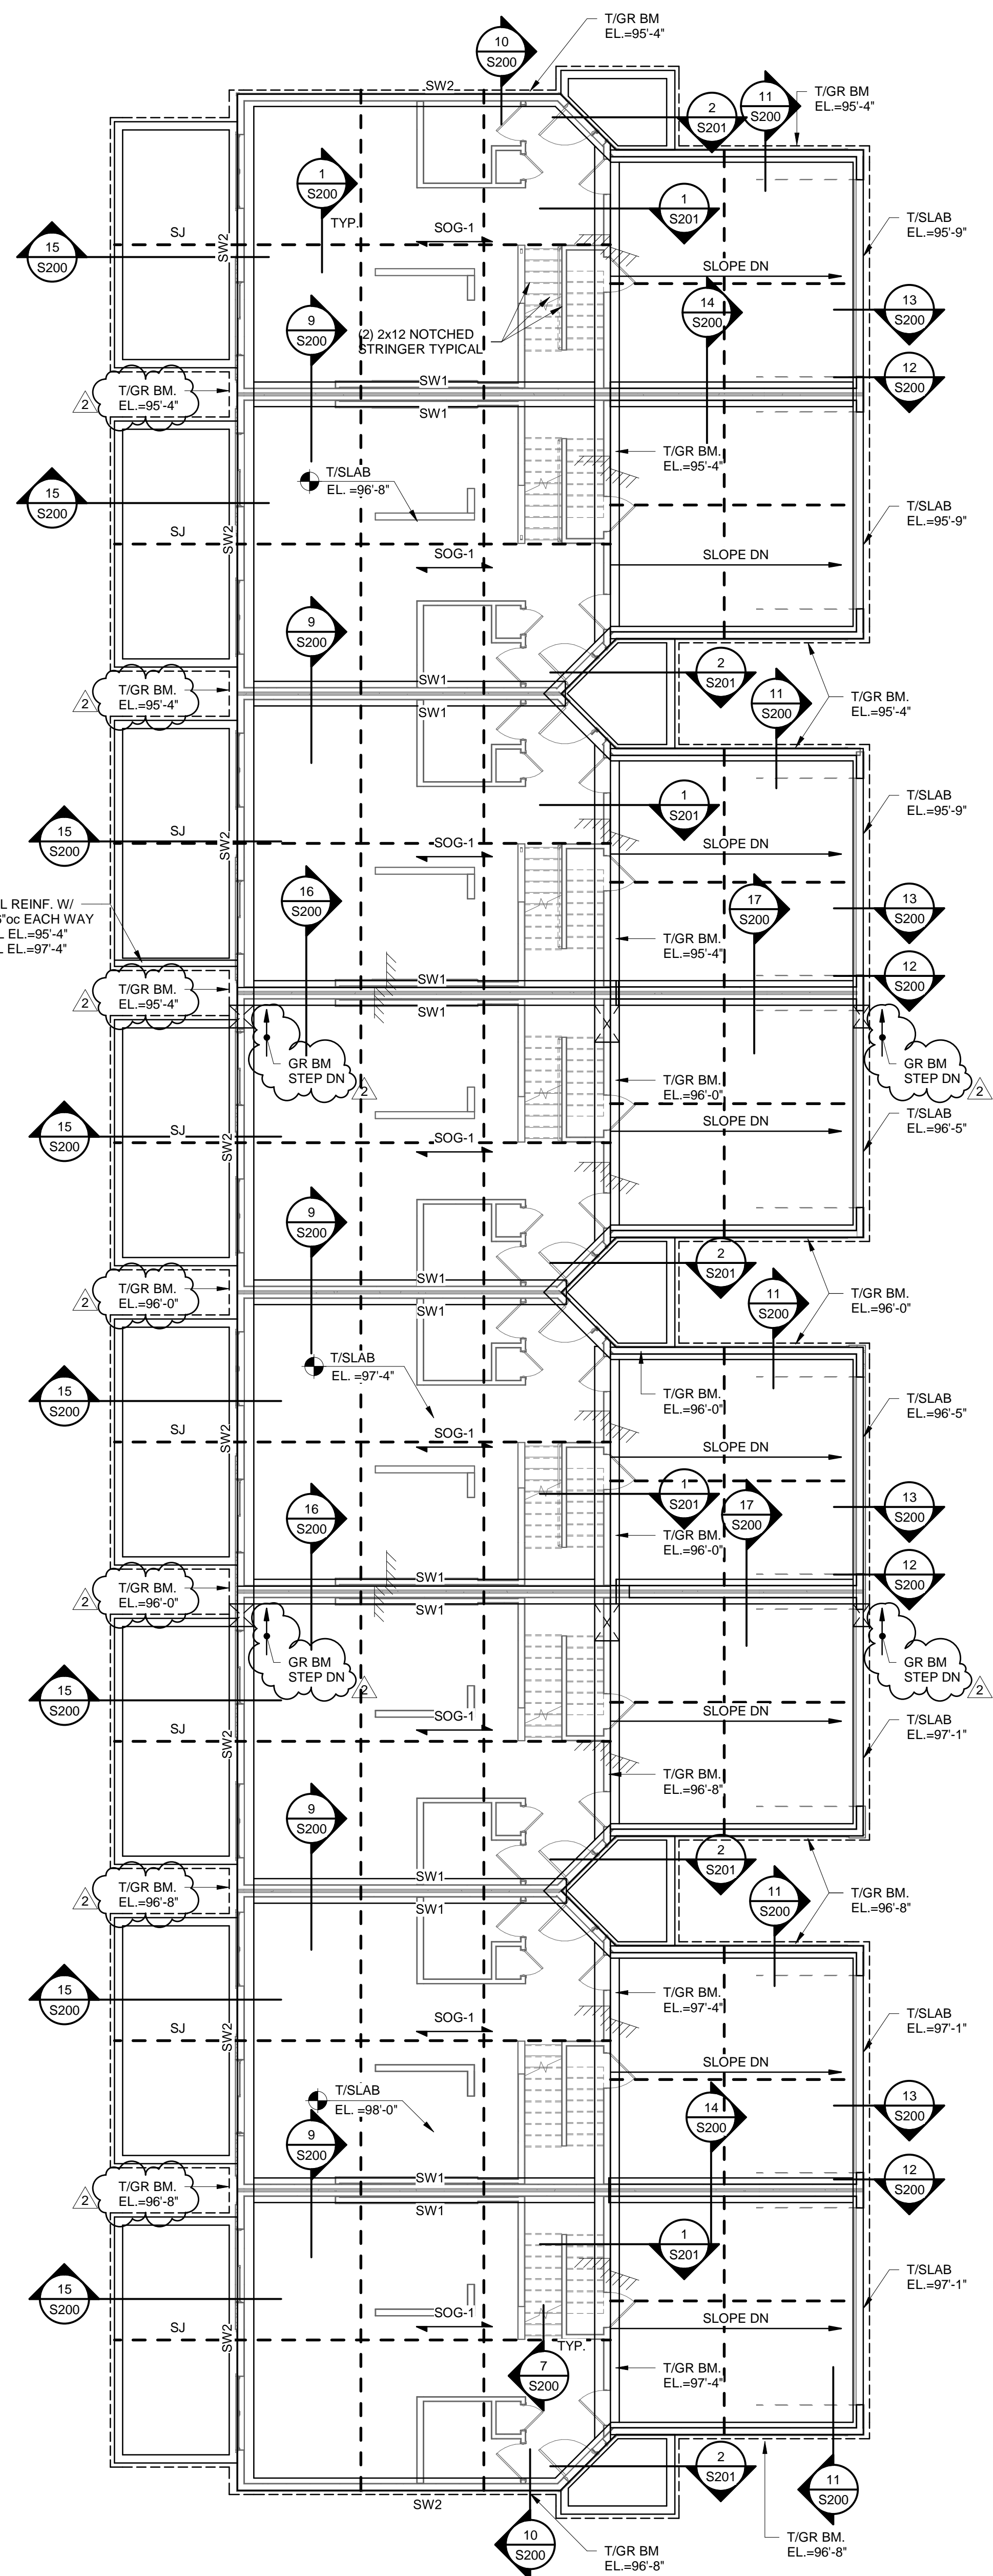 T/GR BM
EL.=95'-4"
10
S200
SW2
2
S201
11
S200
T/GR BM
EL.=95'-4"
1
S200
TYP.
1
S201
SJ
SW2
SOG-1
T/SLAB
EL.=95'-9"
15
S200
SLOPE DN
9
S200
(2) 2x12 NOTCHED
STRINGER TYPICAL
14
S200
13
S200
12
S200
2
T/GR BM.
EL.=95'-4"
SW1
SW1
T/GR BM.
EL.=95'-4"
T/SLAB
EL. =96'-8"
15
S200
SJ
SW2
SOG-1
T/SLAB
EL.=95'-9"
SLOPE DN
9
S200
2
T/GR BM.
EL.=95'-4"
SW1
SW1
2
S201
11
S200
T/GR BM.
EL.=95'-4"
15
S200
SJ
SW2
SOG-1
1
S201
T/SLAB
EL.=95'-9"
SLOPE DN
L REINF. W/
6"oc EACH WAY
L EL.=95'-4"
L EL.=97'-4"
16
S200
17
S200
13
S200
T/GR BM.
EL.=95'-4"
12
S200
2
T/GR BM.
EL.=95'-4"
SW1
SW1
GR BM
STEP DN
2
GR BM
STEP DN
2
T/GR BM.
EL.=96'-0"
15
S200
SJ
SW2
SOG-1
SLOPE DN
T/SLAB
EL.=96'-5"
9
S200
2
T/GR BM.
EL.=96'-0"
SW1
SW1
2
S201
11
S200
T/GR BM.
EL.=96'-0"
T/SLAB
EL. =97'-4"
T/GR BM.
EL.=96'-0"
15
S200
SJ
SW2
SOG-1
T/SLAB
EL.=96'-5"
SLOPE DN
16
S200
1
S201
17
S200
13
S200
T/GR BM.
EL.=96'-0"
12
S200
2
T/GR BM.
EL.=96'-0"
SW1
SW1
GR BM
STEP DN
2
GR BM
STEP DN
2
15
S200
SJ
SW2
SOG-1
SLOPE DN
T/SLAB
EL.=97'-1"
T/GR BM.
EL.=96'-8"
9
S200
2
T/GR BM.
EL.=96'-8"
SW1
SW1
2
S201
11
S200
T/GR BM.
EL.=96'-8"
15
S200
SJ
SW2
SOG-1
T/GR BM.
EL.=97'-4"
T/SLAB
EL.=97'-1"
SLOPE DN
T/SLAB
EL. =98'-0"
9
S200
14
S200
13
S200
12
S200
2
T/GR BM.
EL.=96'-8"
SW1
SW1
1
S201
T/SLAB
EL.=97'-1"
15
S200
SJ
SW2
SOG-1
SLOPE DN
TYP.
7
S200
T/GR BM.
EL.=97'-4"
2
S201
11
S200
SW2
10
S200
T/GR BM
EL.=96'-8"
T/GR BM.
EL.=96'-8"